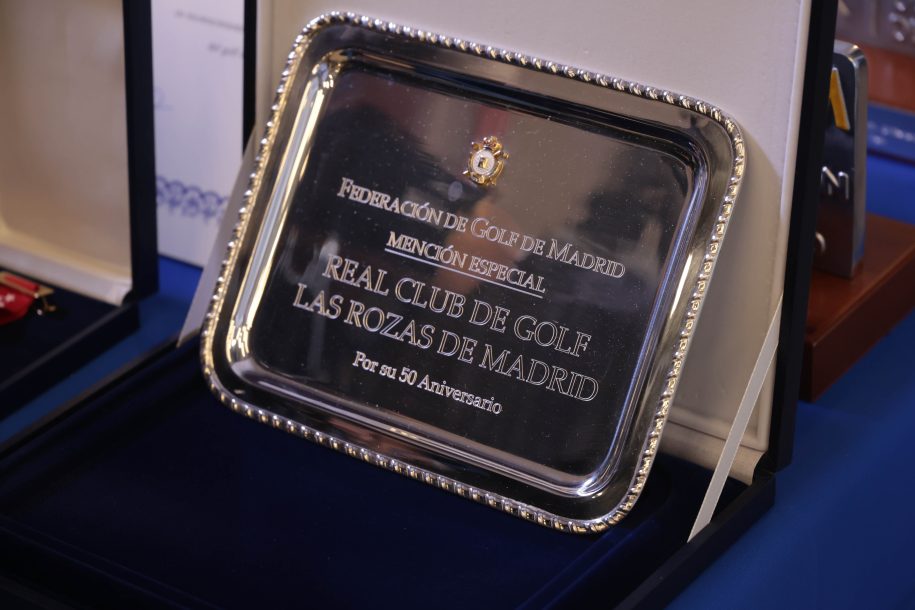 FEDERACIÓN DE GOLF DE MADRID
MENCIÓN ESPECIAL
REAL CLUB DE GOLF
LAS ROZAS DE MADRID
Por su 50 Aniversario
M